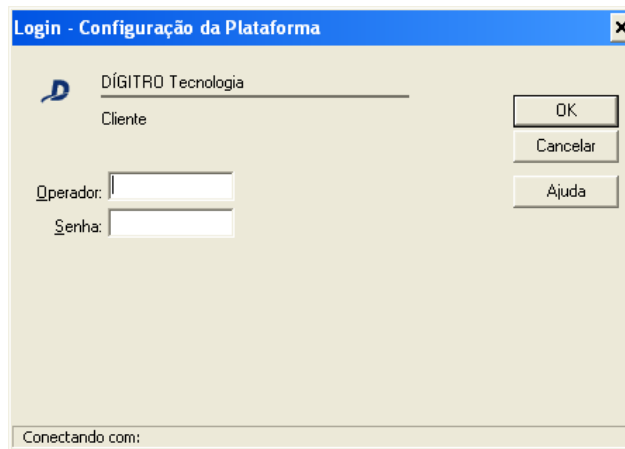 Login - Configuração da Plataforma
DÍGITRO Tecnologia
Cliente
OK
Cancelar
Ajuda
Operador:
Senha:
Conectando com: